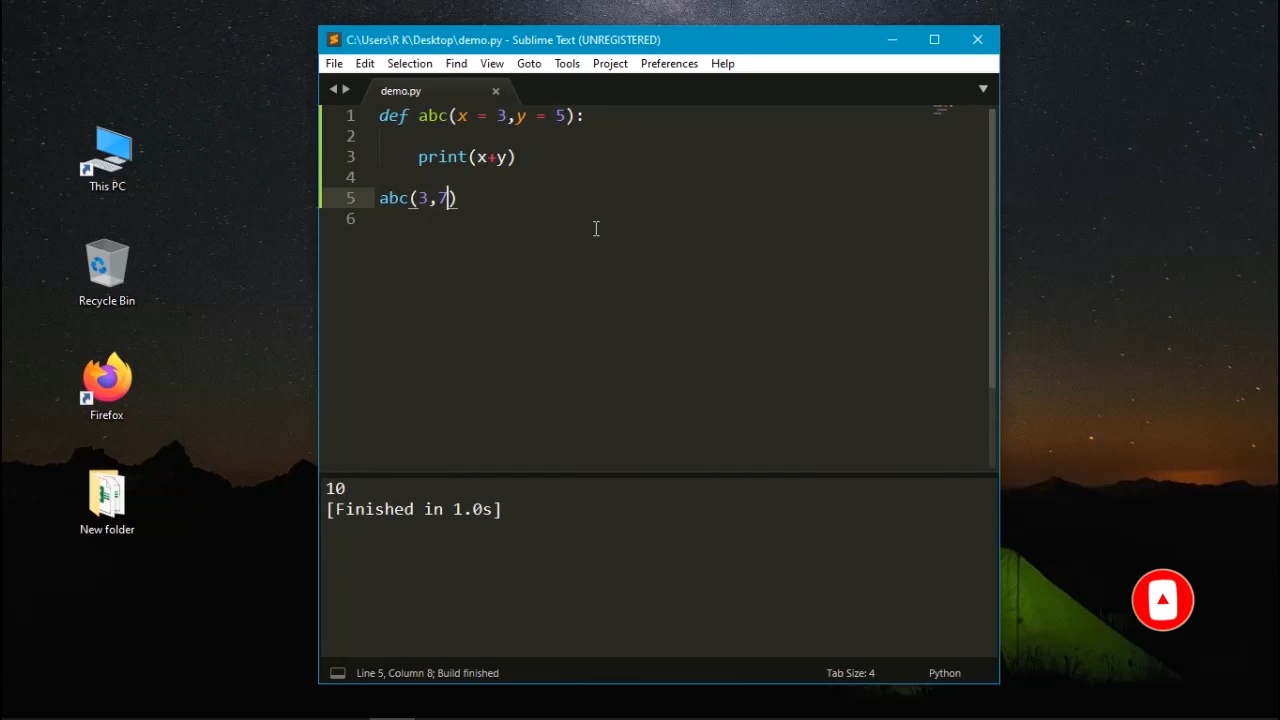 C:\Users\R K\Desktop\demo.py - Sublime Text (UNREGISTERED)
File Edit Selection Find View Goto Tools Project Preferences Help
demo.py
1 def abc(x = 3,y = 5):
2
3 print(x+y)
4
5 abc(3,7)
6
This PC
Recycle Bin
Firefox
New folder
10
[Finished in 1.0s]
Line 5, Column 8; Build finished Tab Size: 4 Python